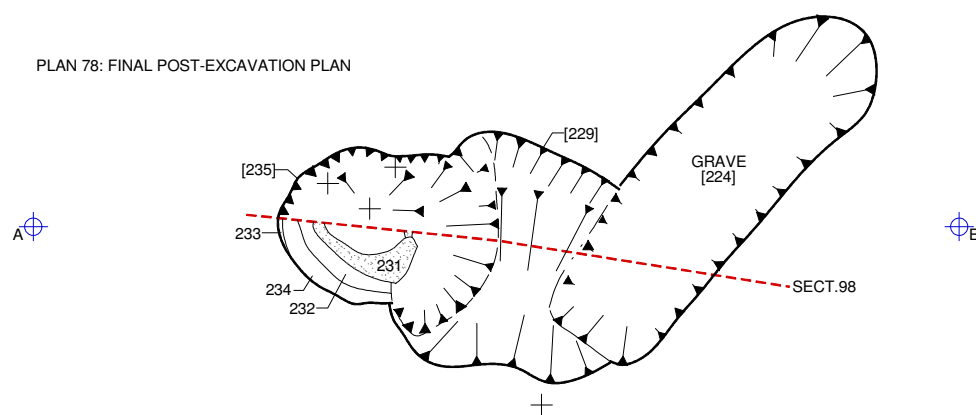 PLAN 78: FINAL POST-EXCAVATION PLAN
[229]
GRAVE
[224]
[235]
A
233
231
B
234
232
SECT.98